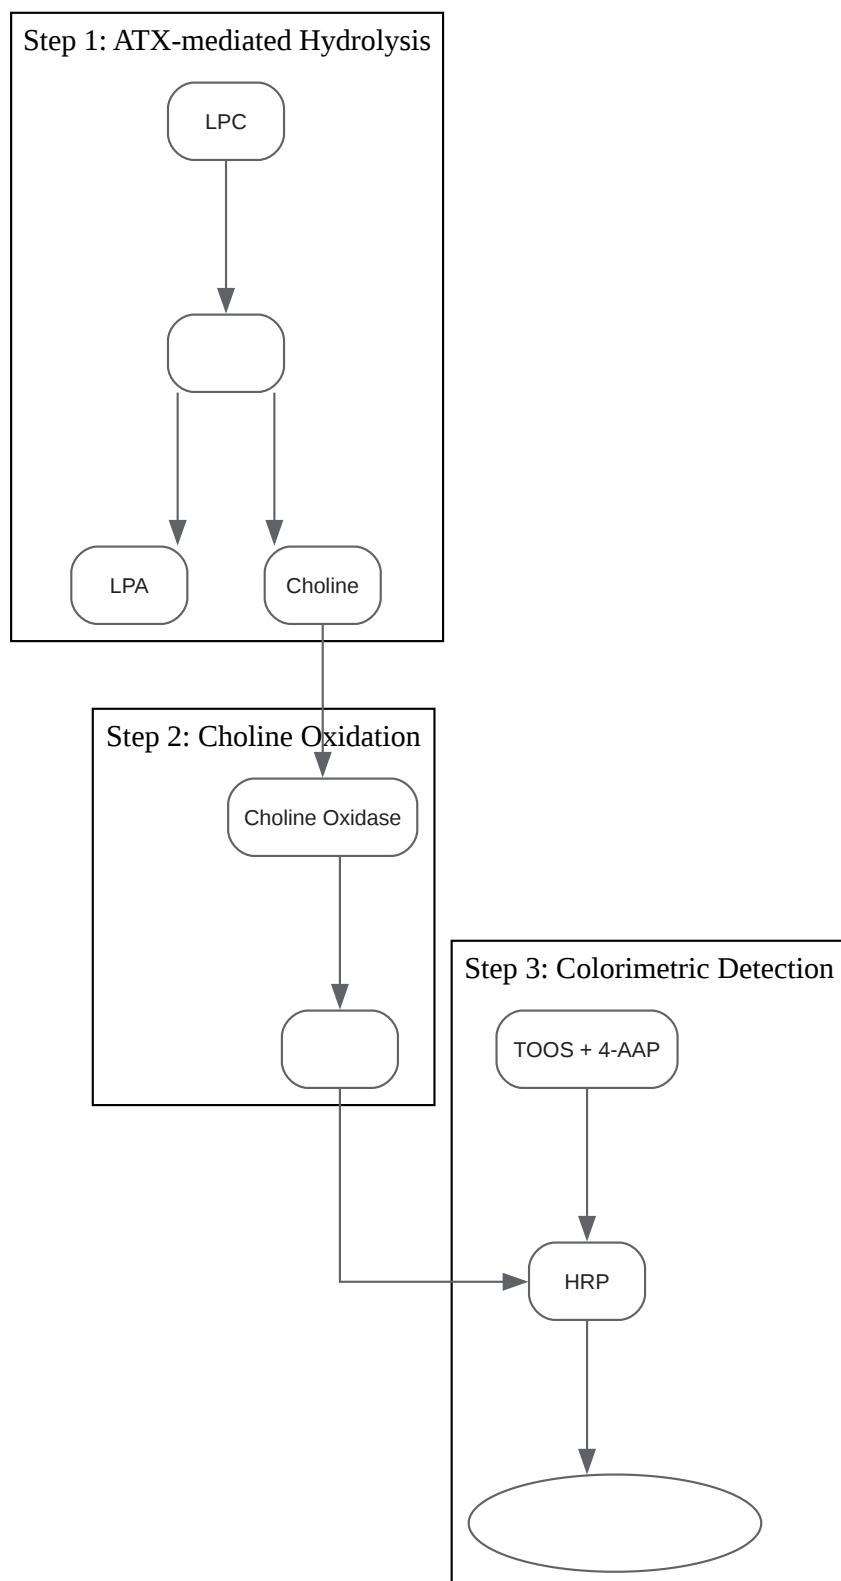 Step 1: ATX-mediated Hydrolysis
LPC
LPA
Choline
Step 2: Choline Oxidation
Choline Oxidase
Step 3: Colorimetric Detection
TOOS + 4-AAP
HRP